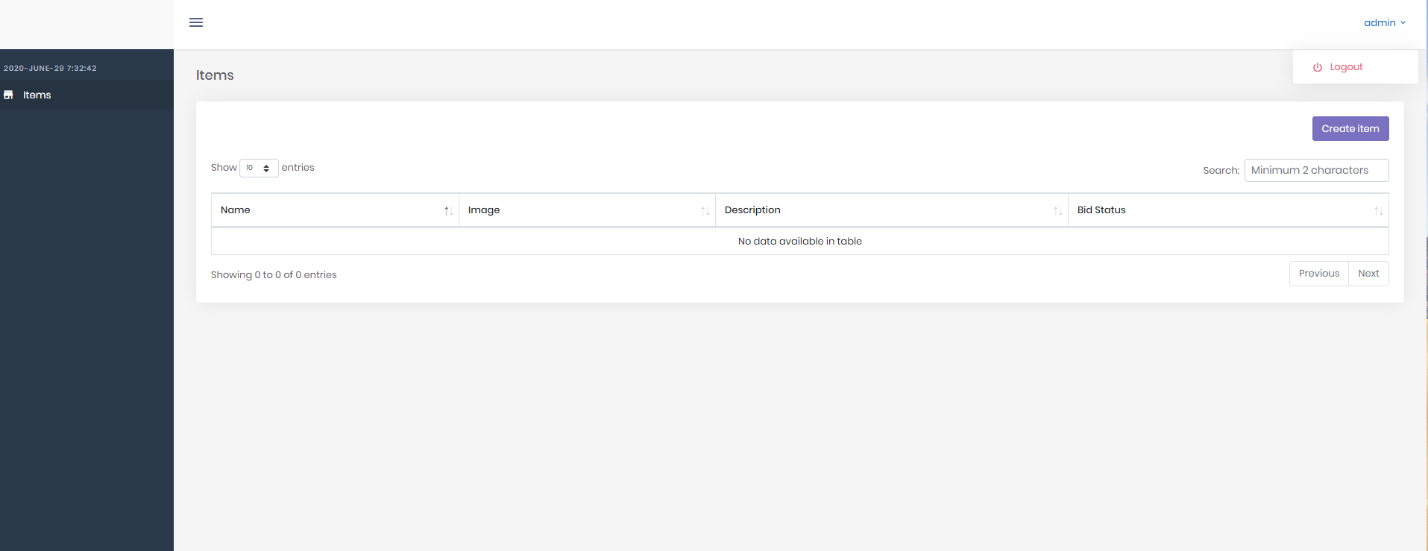 admin
2020-JUNE-29 7:32:42
Logout
Items
Items
Create item
Show 10 entries
Search: Minimum 2 characters
Name Image Description Bid Status
No data available in table
Showing 0 to 0 of 0 entries
Previous Next